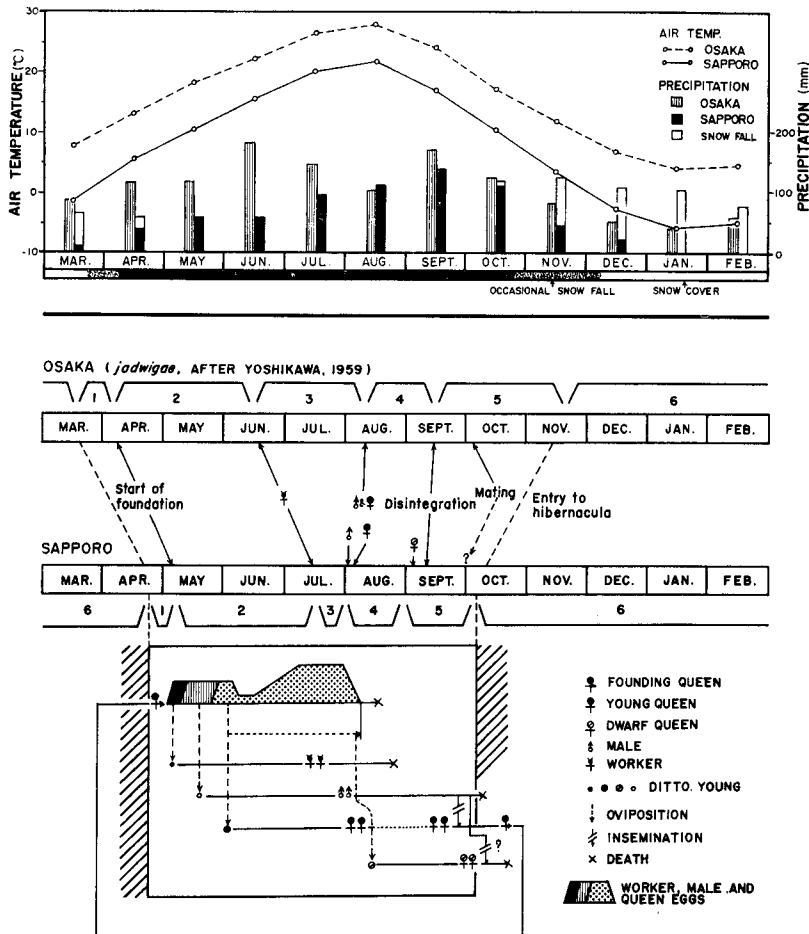 30
20
10
0
-10
AIR TEMPERATURE (℃)
AIR TEMP.
OSAKA
SAPPORO
PRECIPITATION
OSAKA
SAPPORO
SNOW FALL
200
100
0
PRECIPITATION (mm)
MAR. APR. MAY JUN. JUL. AUG. SEPT. OCT. NOV. DEC. JAN. FEB.
OCCASIONAL SNOW FALL SNOW COVER
OSAKA ( jadwigae, AFTER YOSHIKAWA, 1959)
1 2 3 4 5 6
MAR. APR. MAY JUN. JUL. AUG. SEPT. OCT. NOV. DEC. JAN. FEB.
Start of
foundation
Disintegration
Mating
Entry to
hibernacula
?
SAPPORO
MAR. APR. MAY JUN. JUL. AUG. SEPT. OCT. NOV. DEC. JAN. FEB.
6 1 2 3 4 5 6
?
FOUNDING QUEEN
YOUNG QUEEN
DWARF QUEEN
MALE
WORKER
DITTO. YOUNG
OVIPOSITION
INSEMINATION
DEATH
WORKER, MALE AND
QUEEN EGGS